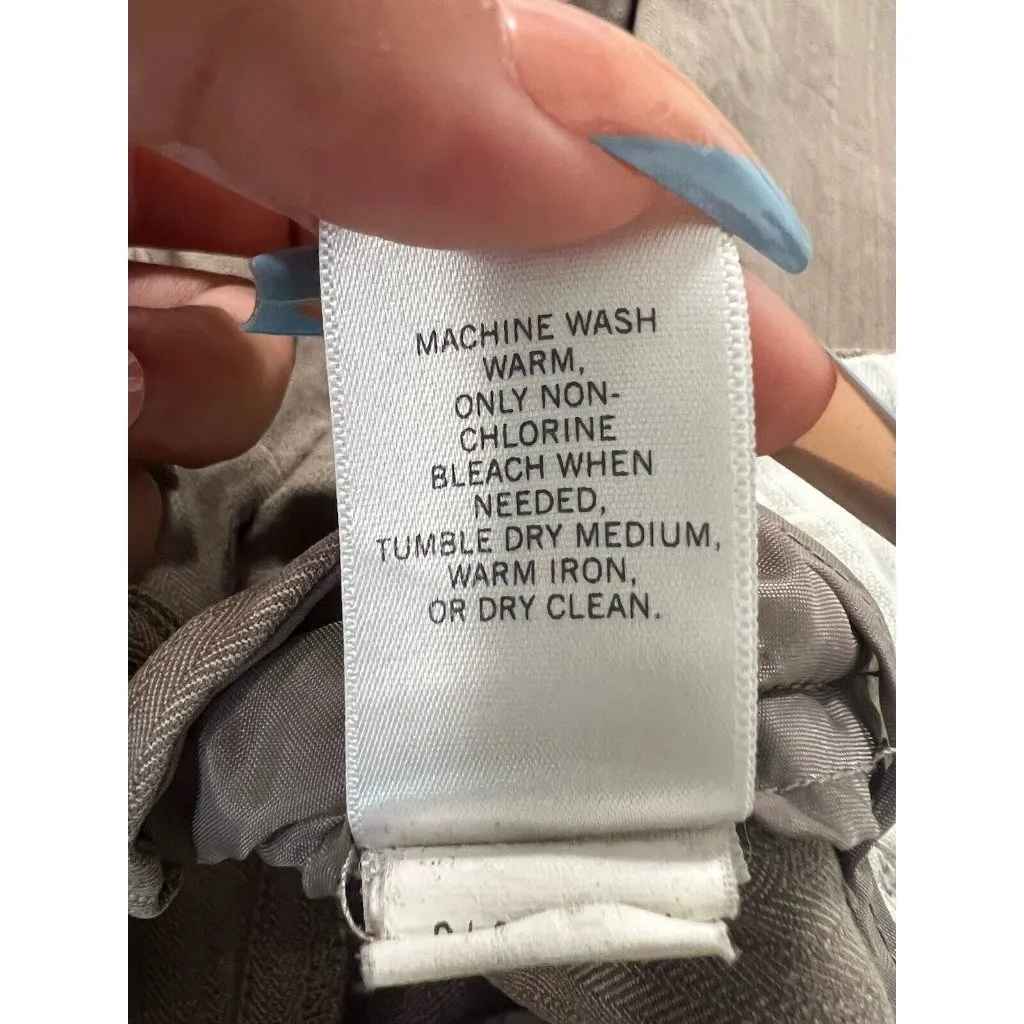 MACHINE WASH
WARM,
ONLY NON-
CHLORINE
BLEACH WHEN
NEEDED,
TUMBLE DRY MEDIUM,
WARM IRON,
OR DRY CLEAN.